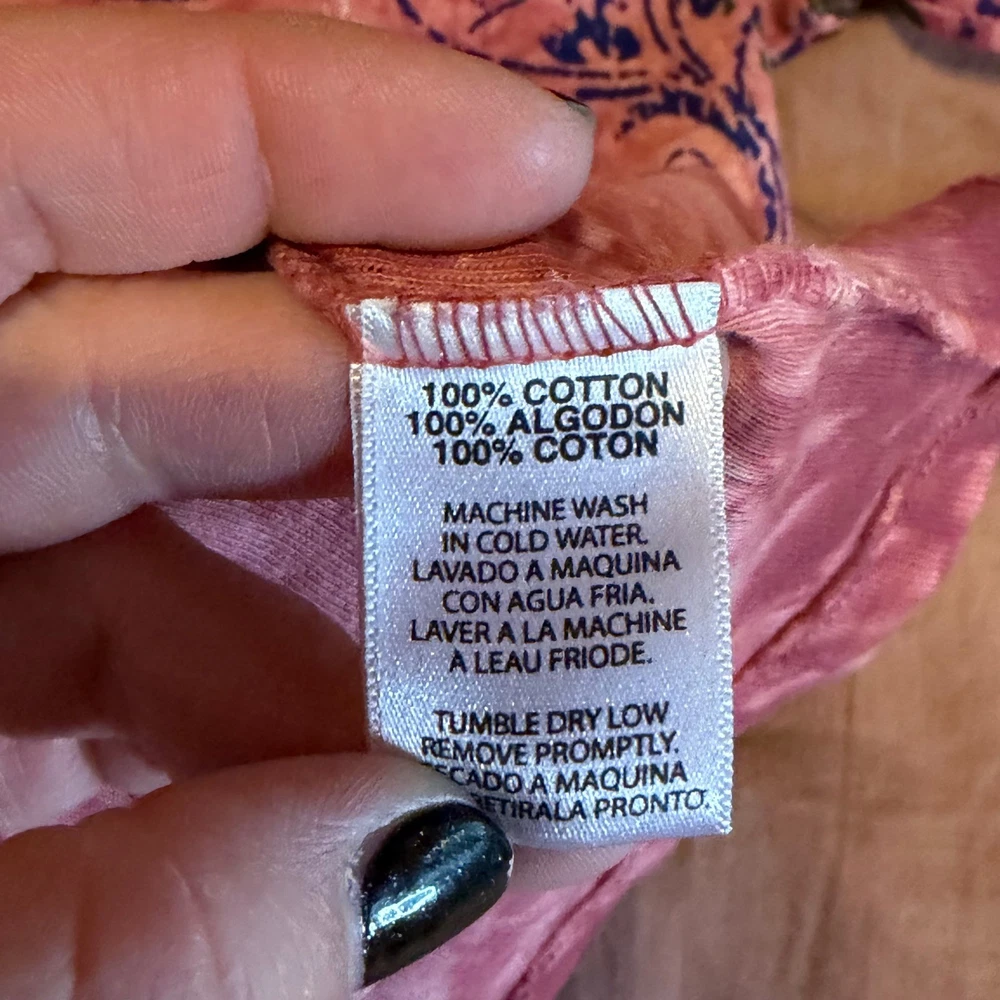 100% COTTON
100% ALGODON
100% COTON
MACHINE WASH
IN COLD WATER.
LAVADO A MAQUINA
CON AGUA FRIA.
LAVER A LA MACHINE
A LEAU FRIODE.
TUMBLE DRY LOW
REMOVE PROMPTLY.
A MAQUINA
PRONTO